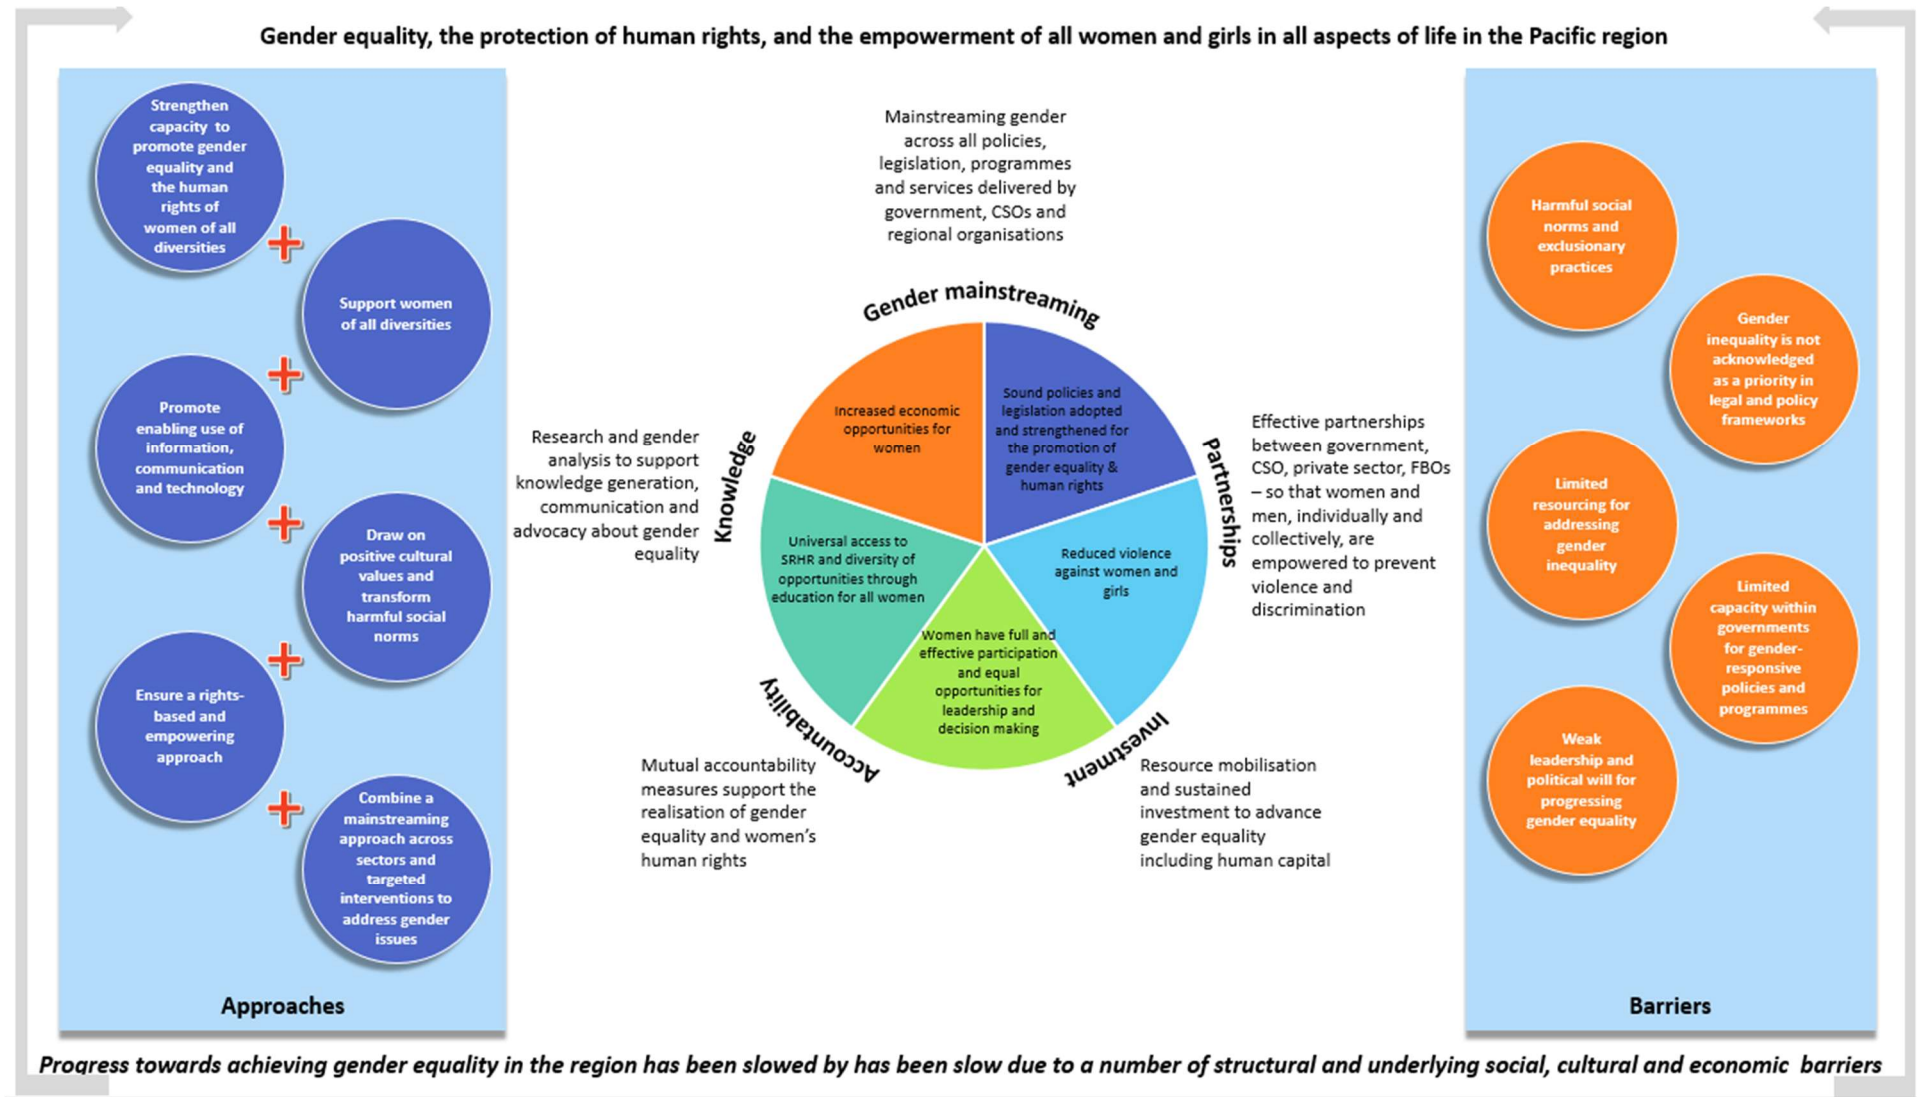 Gender equality, the protection of human rights, and the empowerment of all women and girls in all aspects of life in the Pacific region
Strengthen
capacity to
promote gender
equality and
the human
rights of
women of all
diversities
Support women
of all diversities
Promote
enabling use of
information,
communication
and technology
Draw on
positive cultural
values and
transform
harmful social
norms
Ensure a rights-
based and
empowering
approach
Combine a
mainstreaming
approach across
sectors and
targeted
interventions to
address gender
issues
Approaches
Mainstreaming gender
across all policies,
legislation, programmes
and services delivered by
government, CSOs and
regional organisations
Gender mainstreaming
Increased economic
opportunities for
women
Sound policies and
legislation adopted
and strengthened for
the promotion of
gender equality &
human rights
Research and gender
analysis to support
knowledge generation,
communication and
advocacy about gender
equality
Knowledge
Partnerships
Effective partnerships
between government,
CSO, private sector, FBOs
– so that women and
men, individually and
collectively, are
empowered to prevent
violence and
discrimination
Universal access to
SRHR and diversity of
opportunities through
education for all women
Reduced violence
against women and
girls
Women have full and
effective participation
and equal
opportunities for
leadership and
decision making
Accountability
Mutual accountability
measures support the
realisation of gender
equality and women's
human rights
Investment
Resource mobilisation
and sustained
investment to advance
gender equality
including human capital
Harmful social
norms and
exclusionary
practices
Gender
inequality is not
acknowledged
as a priority in
legal and policy
frameworks
Limited
resourcing for
addressing
gender
inequality
Limited
capacity within
governments
for gender-
responsive
policies and
programmes
Weak
leadership and
political will for
progressing
gender equality
Barriers
Progress towards achieving gender equality in the region has been slowed by has been slow due to a number of structural and underlying social, cultural and economic barriers